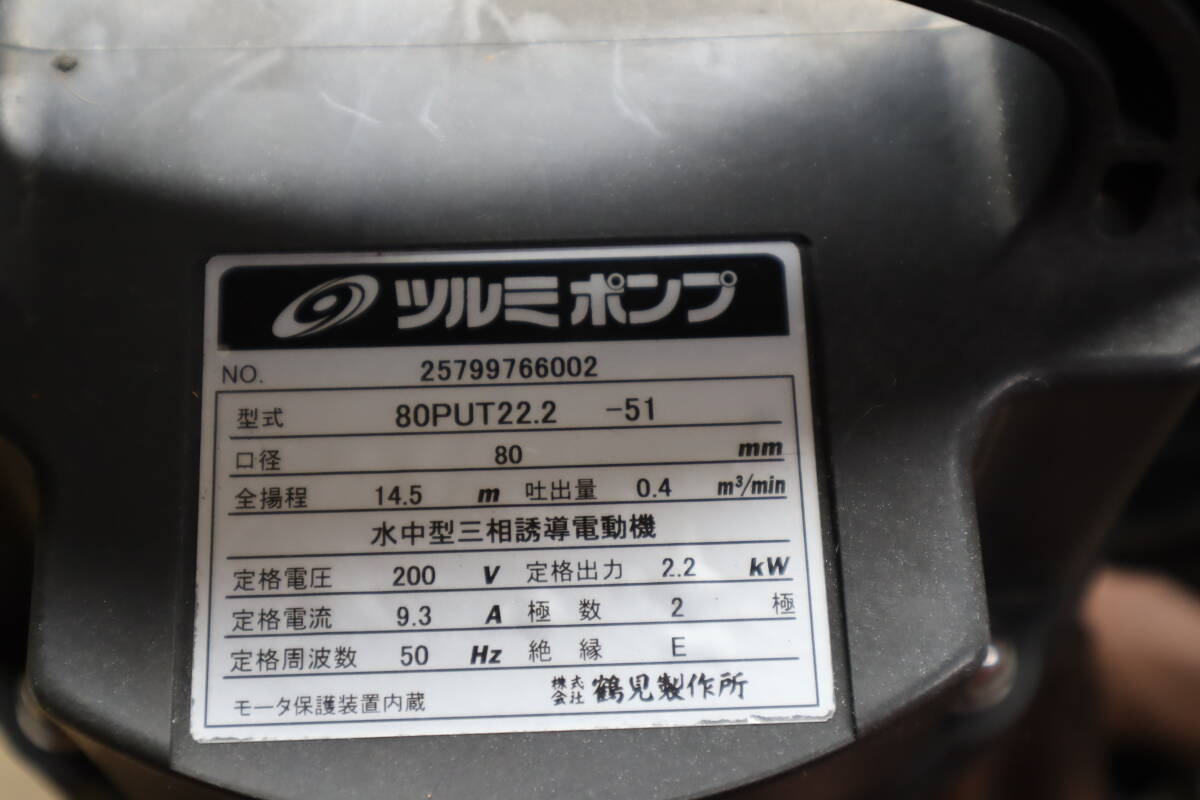 ツルミポンプ
NO. 25799766002
型式 80PUT22.2 -51
口径 80 mm
全揚程 14.5 m 吐出量 0.4 m³/min
水中型三相誘導電動機
定格電圧 200 V 定格出力 2.2 kW
定格電流 9.3 A 極数 2 極
定格周波数 50 Hz 絶縁 E
モータ保護装置内蔵 株式会社 鶴見製作所